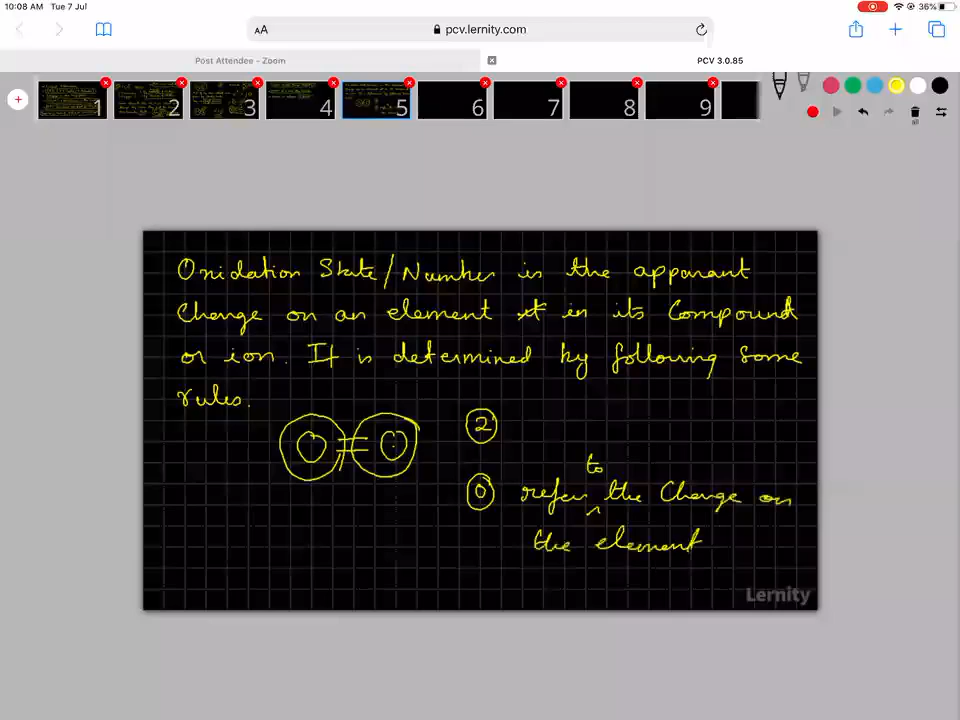 10:08 AM Tue 7 Jul
36%
AA
pcv.lernity.com
Post Attendee - Zoom
PCV 3.0.85
1 2 3 4 5 6 7 8 9
all
Oxidation State/Number is the apparant
Charge on an element it in its Compound
or ion. It is determined by following some
rules.
O = O
2
to
0 refer ^ the Charge on
the element
Lernity